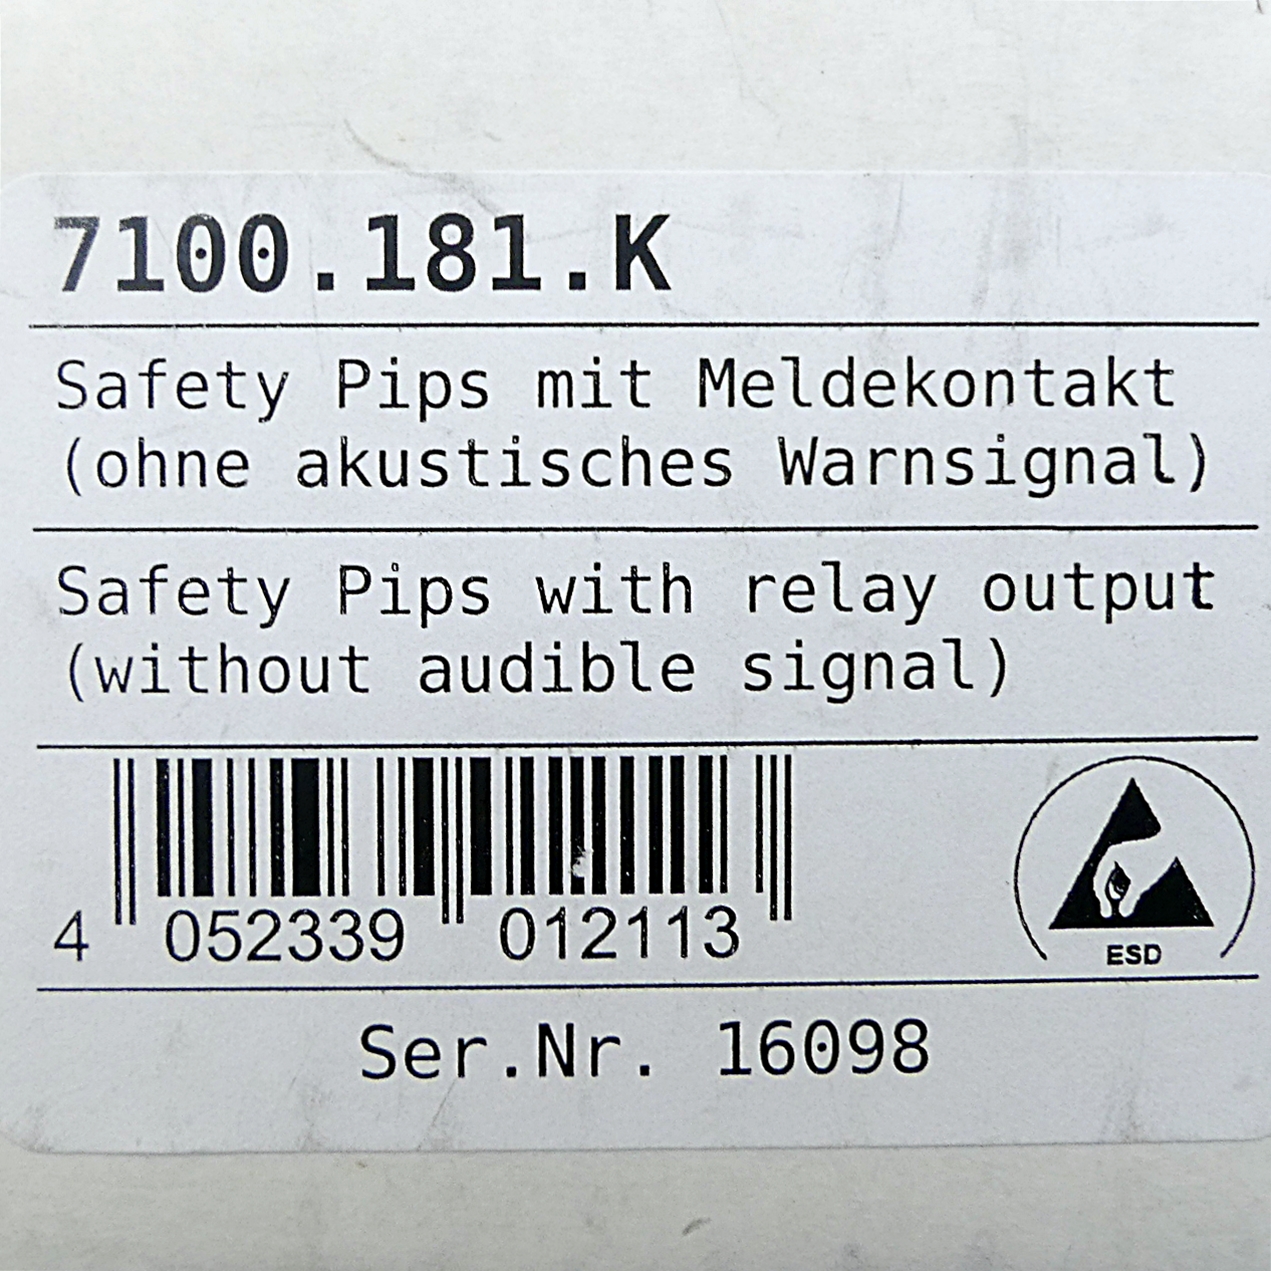 7100.181.K
Safety Pips mit Meldekontakt
(ohne akustisches Warnsignal)
Safety Pips with relay output
(without audible signal)
4 052339 012113
ESD
Ser.Nr. 16098